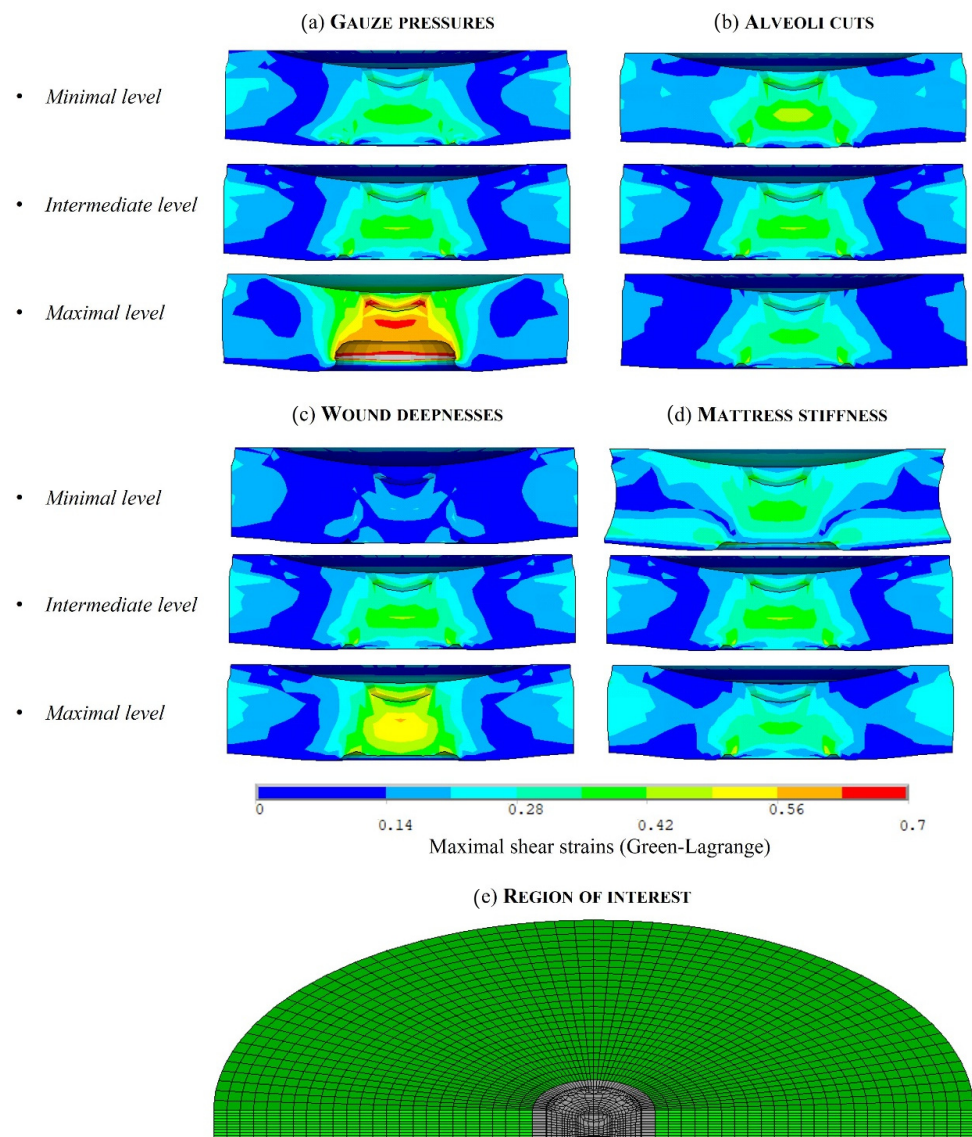 (a) GAUZE PRESSURES
(b) ALVEOLI CUTS
• Minimal level
• Intermediate level
• Maximal level
(c) WOUND DEEPNESSES
(d) MATTRESS STIFFNESS
• Minimal level
• Intermediate level
• Maximal level
0 0.28 0.56
0.14 0.42 0.7
Maximal shear strains (Green-Lagrange)
(e) REGION OF INTEREST